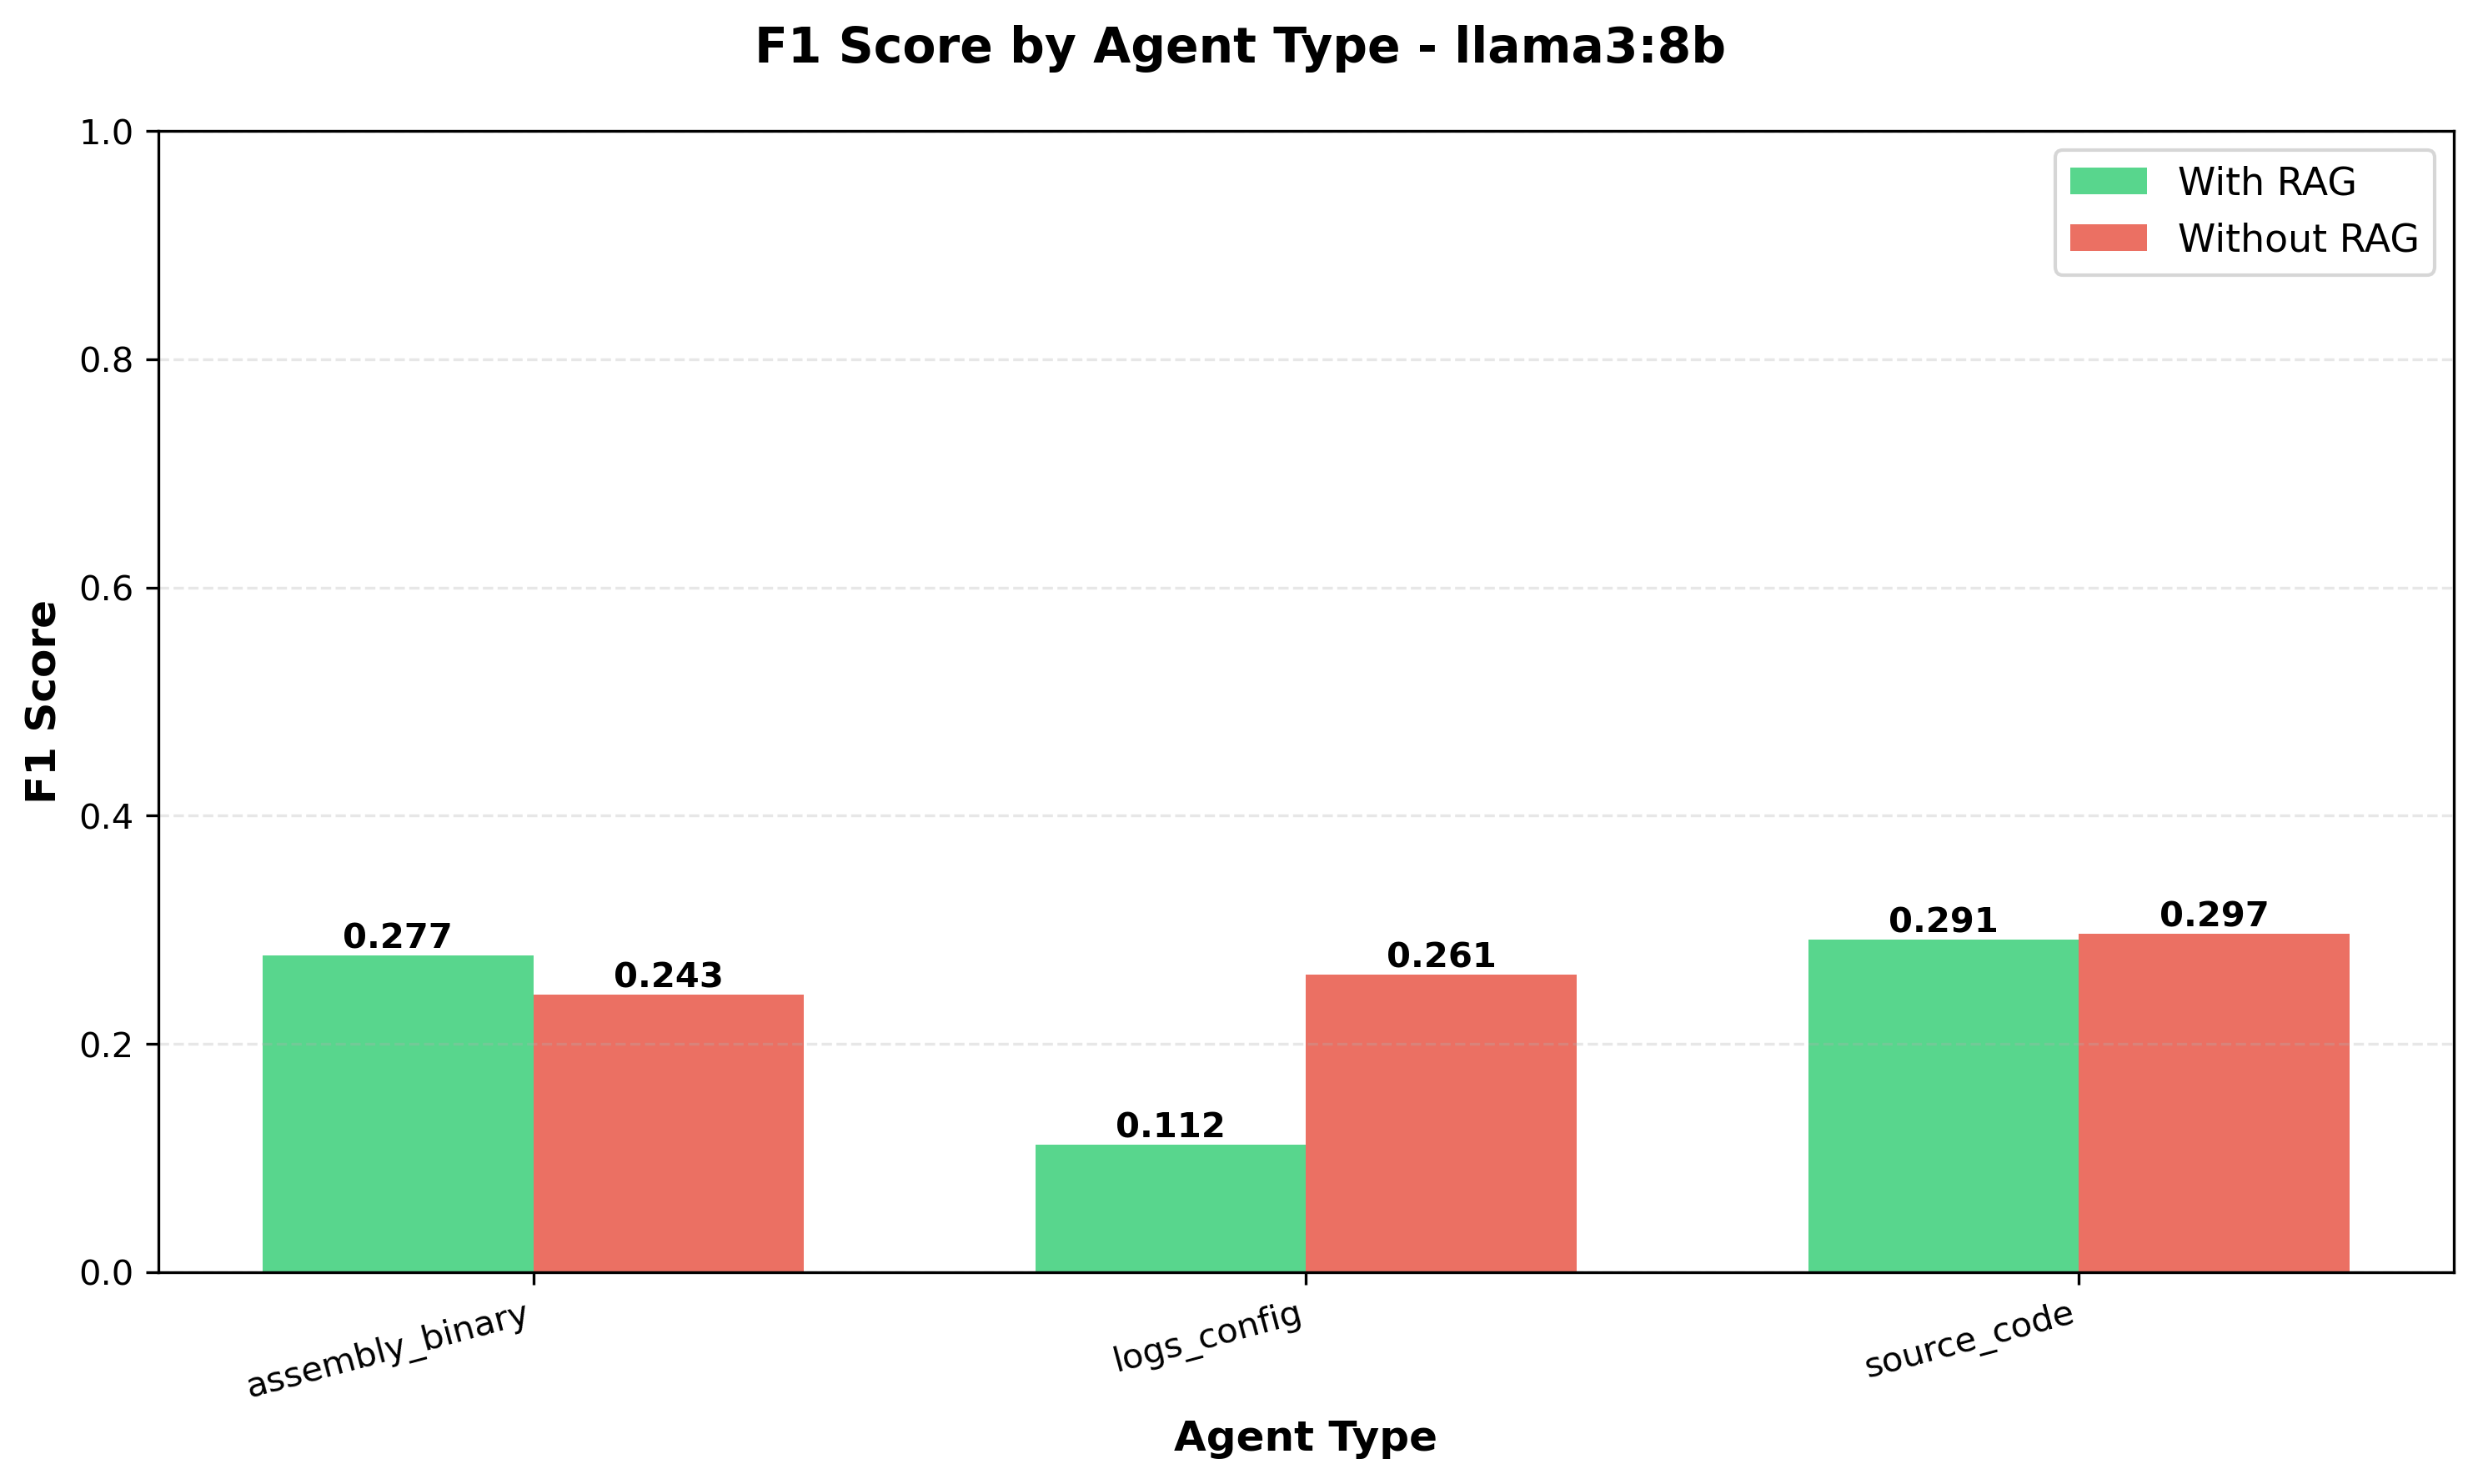 F1 Score by Agent Type - llama3:8b
1.0
0.8
0.6
0.4
0.2
0.0
F1 Score
With RAG
Without RAG
0.277
0.243
0.112
0.261
0.291
0.297
assembly_binary
logs_config
source_code
Agent Type